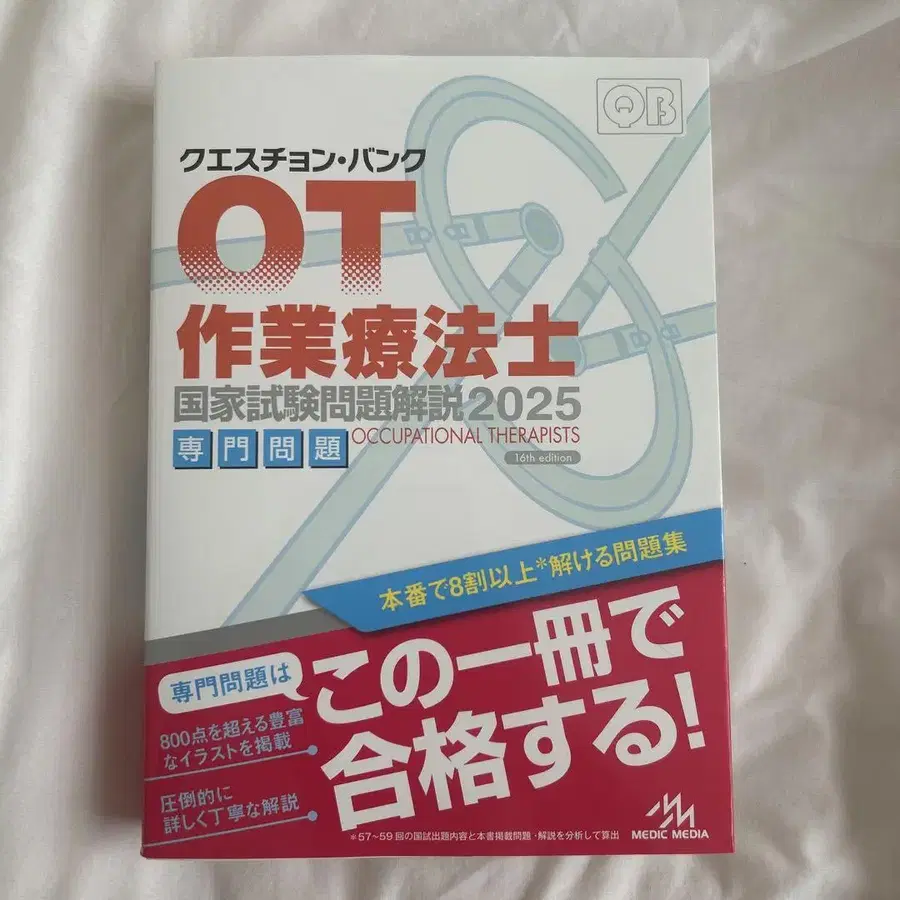 QB
クエスチョン・バンク
OT
作業療法士
国家試験問題解説2025
専門問題
OCCUPATIONAL THERAPISTS
16th edition
本番で8割以上*解ける問題集
専門問題は
この一冊で
合格する!
800点を超える豊富
なイラストを掲載
圧倒的に
詳しく丁寧な解説
*57~59回の国試出題内容と本書掲載問題・解説を分析して算出
MEDIC MEDIA